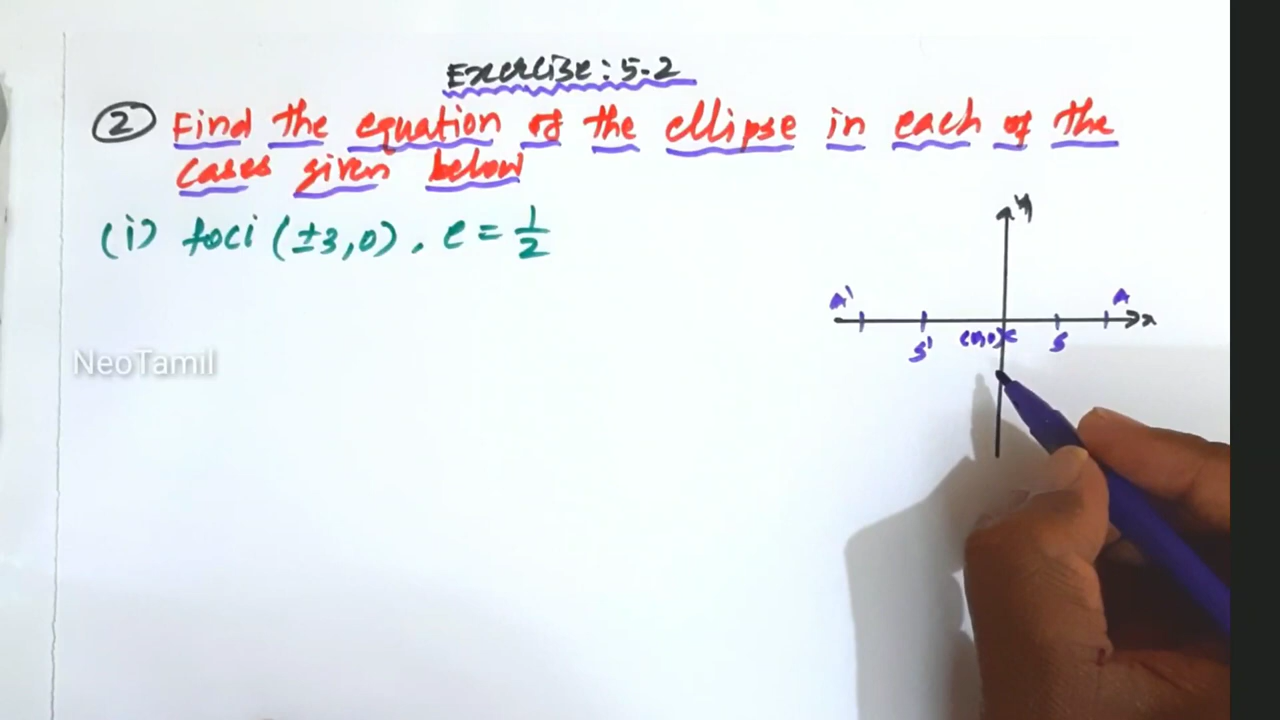 Exercise: 5.2
② Find the equation of the ellipse in each of the
cases given below
(i) foci (±3,0), e = 1/2
y
A' A
x
S' (0,0) C S
NeoTamil